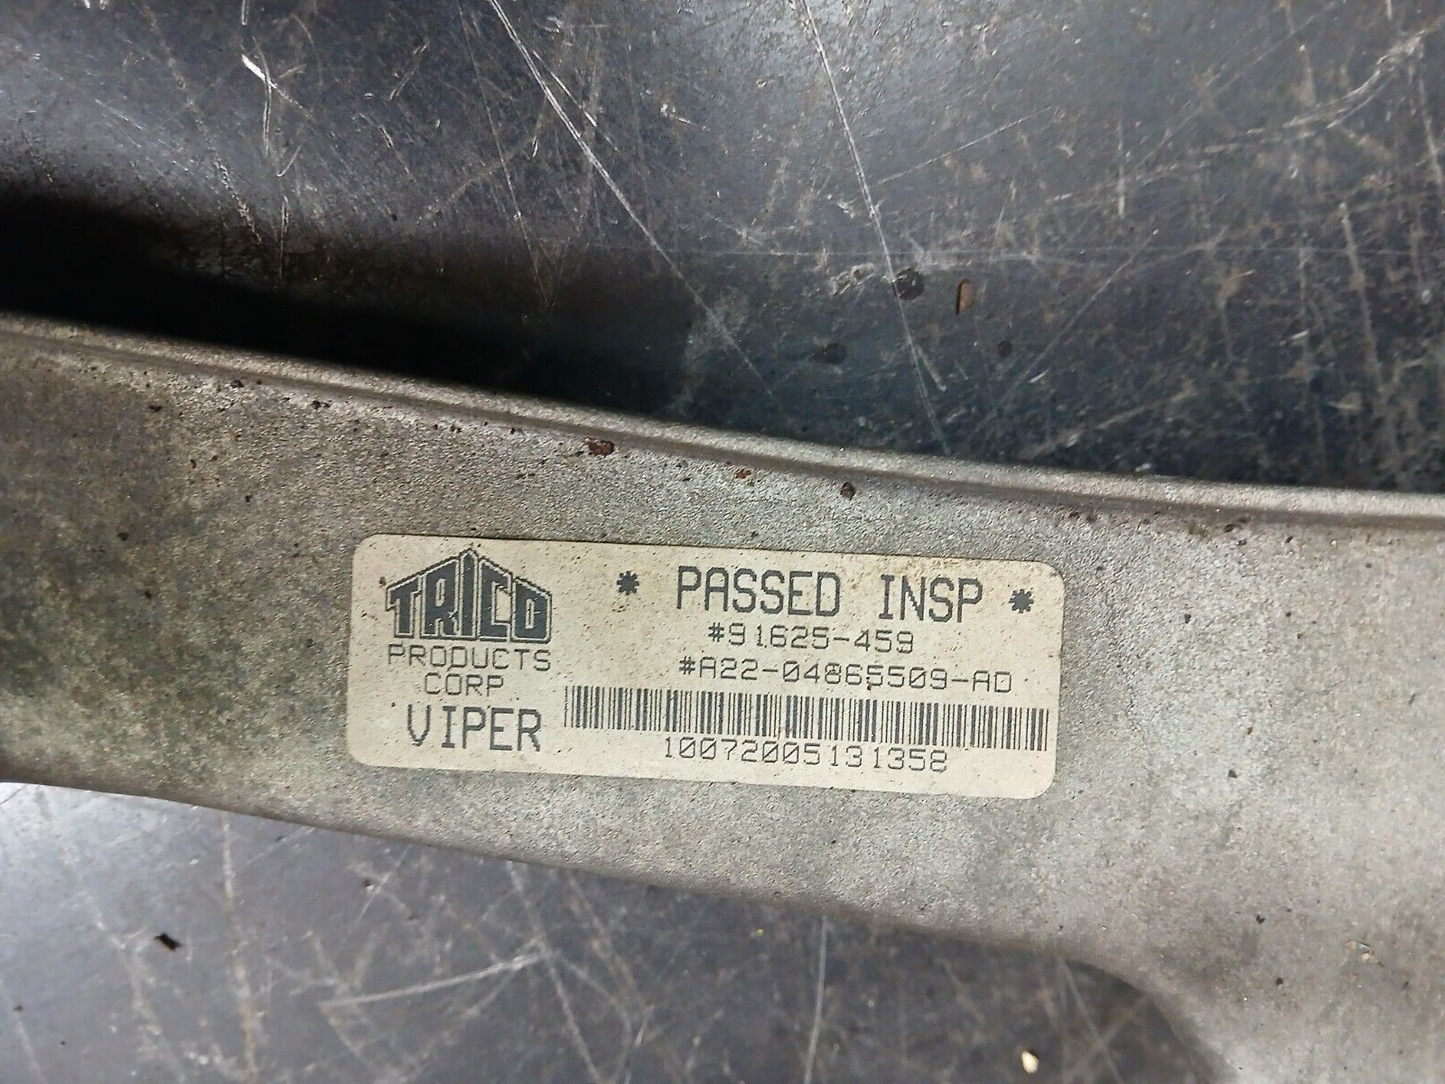 TRICO
PRODUCTS
CORP
VIPER
* PASSED INSP *
#91625-459
#A22-04865509-AD
10072005131358